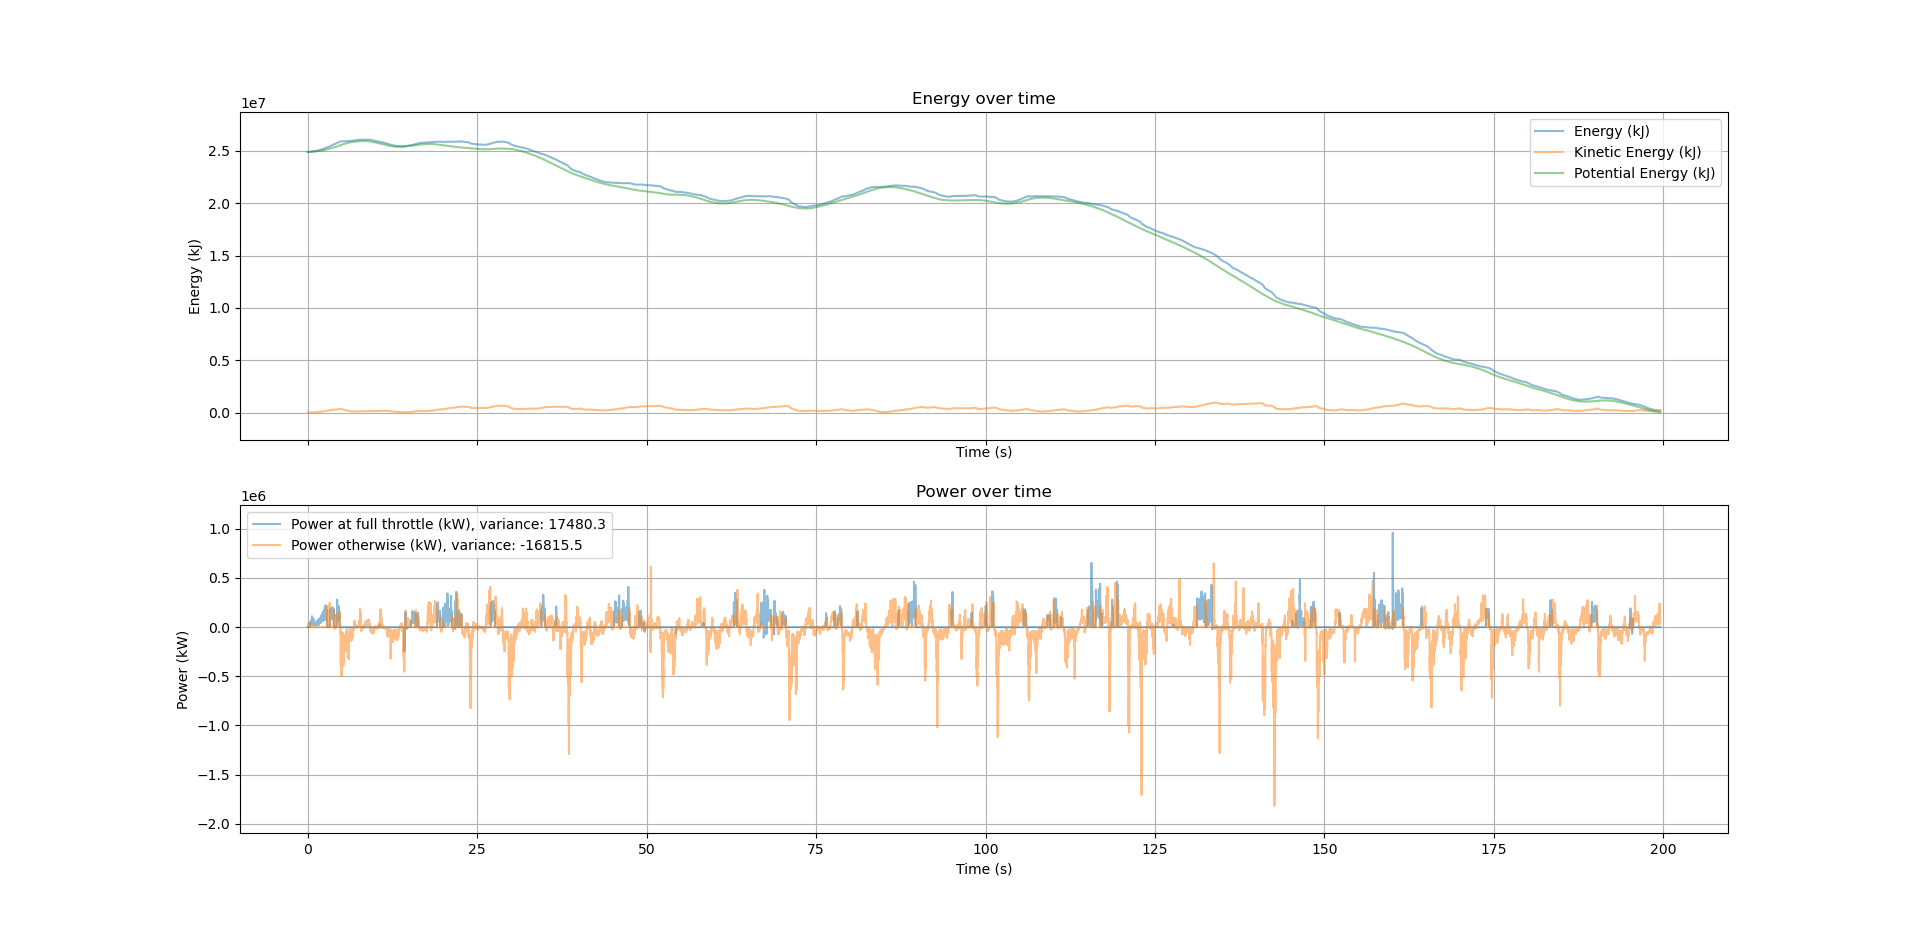 Energy over time
1e7
Energy (kJ)
Kinetic Energy (kJ)
Potential Energy (kJ)
2.5
2.0
1.5
1.0
0.5
0.0
Energy (kJ)
Time (s)
Power over time
1e6
Power at full throttle (kW), variance: 17480.3
Power otherwise (kW), variance: -16815.5
1.0
0.5
0.0
−0.5
−1.0
−1.5
−2.0
Power (kW)
0 25 50 75 100 125 150 175 200
Time (s)